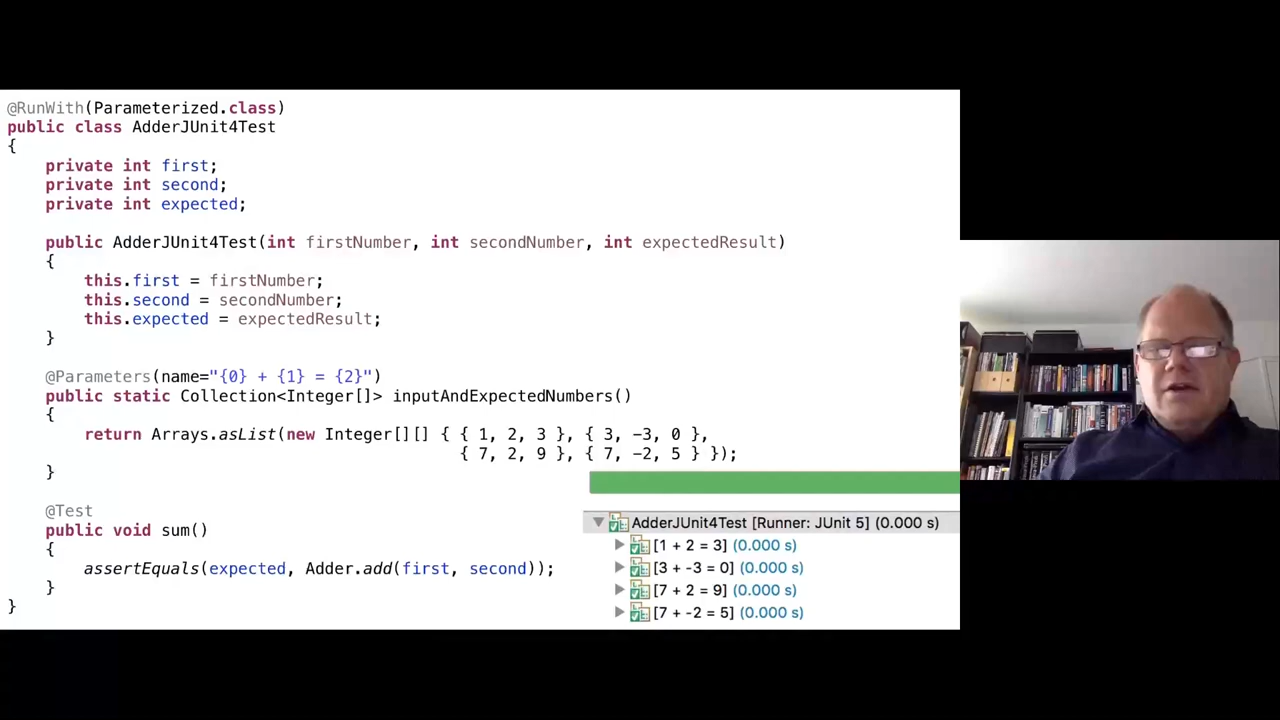 @RunWith(Parameterized.class)
public class AdderJUnit4Test
{
    private int first;
    private int second;
    private int expected;
    public AdderJUnit4Test(int firstNumber, int secondNumber, int expectedResult)
    {
        this.first = firstNumber;
        this.second = secondNumber;
        this.expected = expectedResult;
    }
    @Parameters(name="{0} + {1} = {2}")
    public static Collection<Integer[]> inputAndExpectedNumbers()
    {
        return Arrays.asList(new Integer[][] { { 1, 2, 3 }, { 3, -3, 0 },
                                               { 7, 2, 9 }, { 7, -2, 5 } });
    }
    @Test
    public void sum()
    {
        assertEquals(expected, Adder.add(first, second));
    }
}
AdderJUnit4Test [Runner: JUnit 5] (0.000 s)
[1 + 2 = 3] (0.000 s)
[3 + -3 = 0] (0.000 s)
[7 + 2 = 9] (0.000 s)
[7 + -2 = 5] (0.000 s)